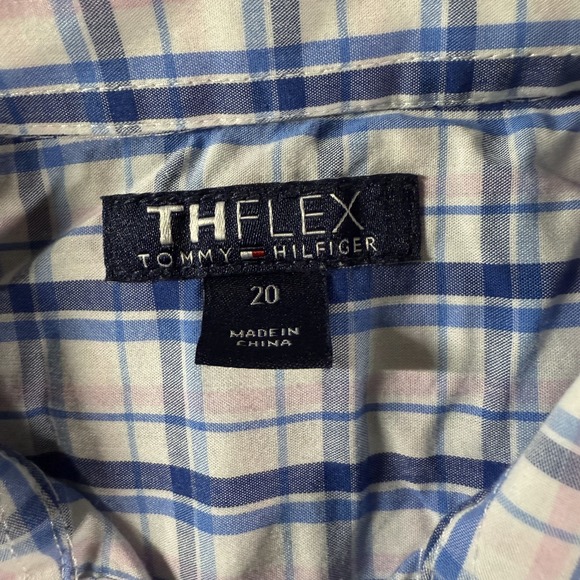 THFLEX
TOMMY HILFIGER
20
MADE IN
CHINA